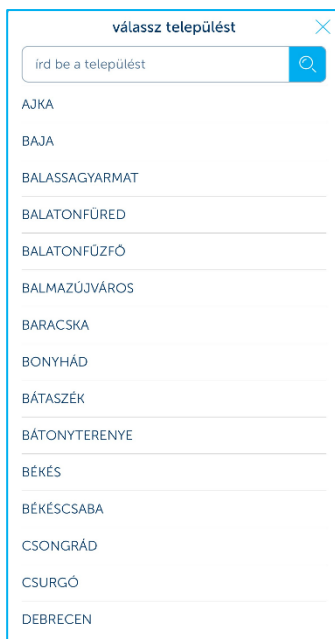 válassz települést
írd be a települést
AJKA
BAJA
BALASSAGYARMAT
BALATONFÜRED
BALATONFŰZFŐ
BALMAZÚJVÁROS
BARACSKA
BONYHÁD
BÁTASZÉK
BÁTONYTERENYE
BÉKÉS
BÉKÉSCSABA
CSONGRÁD
CSURGÓ
DEBRECEN